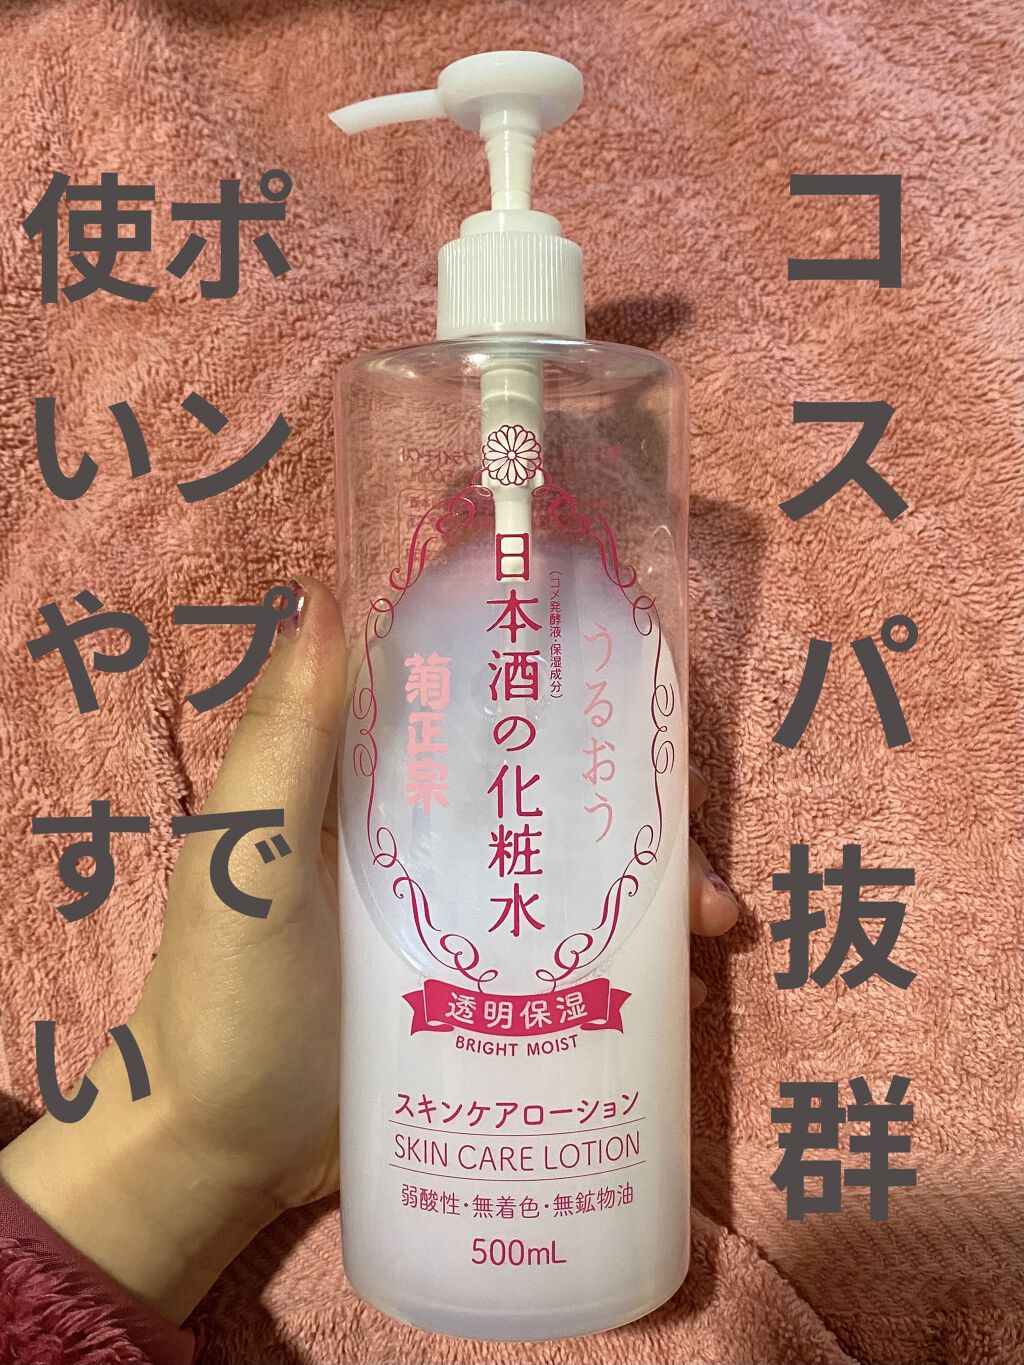 コスパ抜群
ポンプで
使いやすい
日本酒の化粧水
(コメ発酵液・保湿成分)
うるおう
菊正宗
透明保湿
BRIGHT MOIST
スキンケアローション
SKIN CARE LOTION
弱酸性・無着色・無鉱物油
500mL